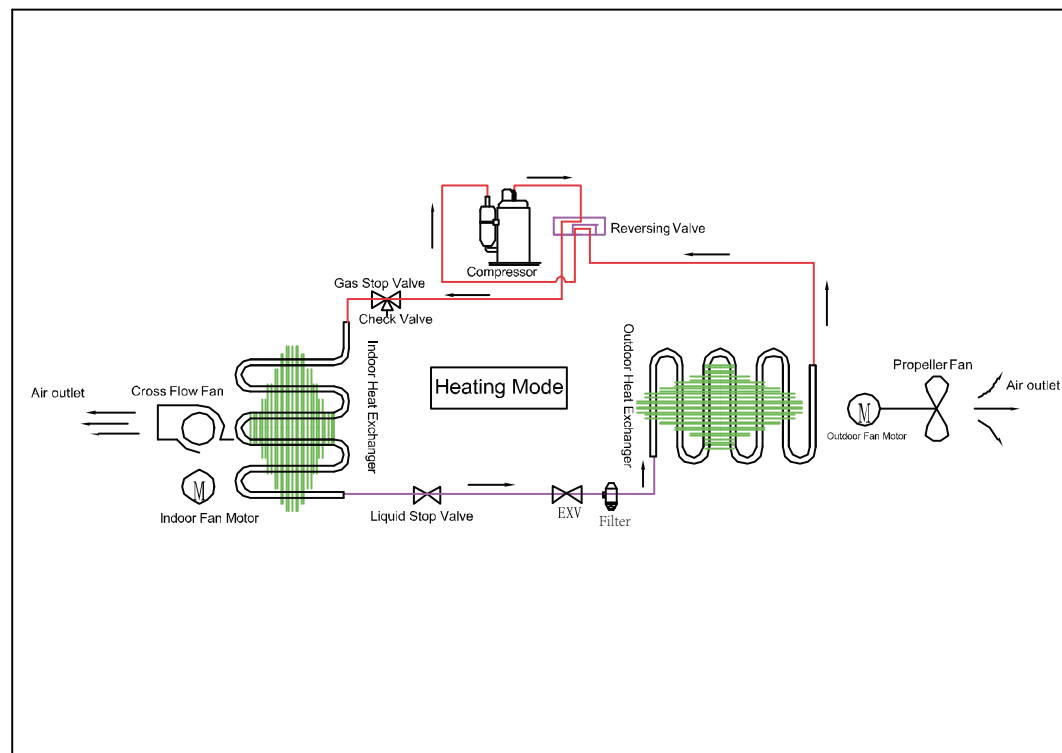 Reversing Valve
Compressor
Gas Stop Valve
Check Valve
Indoor Heat Exchanger
Outdoor Heat Exchanger
Heating Mode
Propeller Fan
Air outlet
Cross Flow Fan
Air outlet
M
Outdoor Fan Motor
M
Indoor Fan Motor
Liquid Stop Valve
EXV
Filter